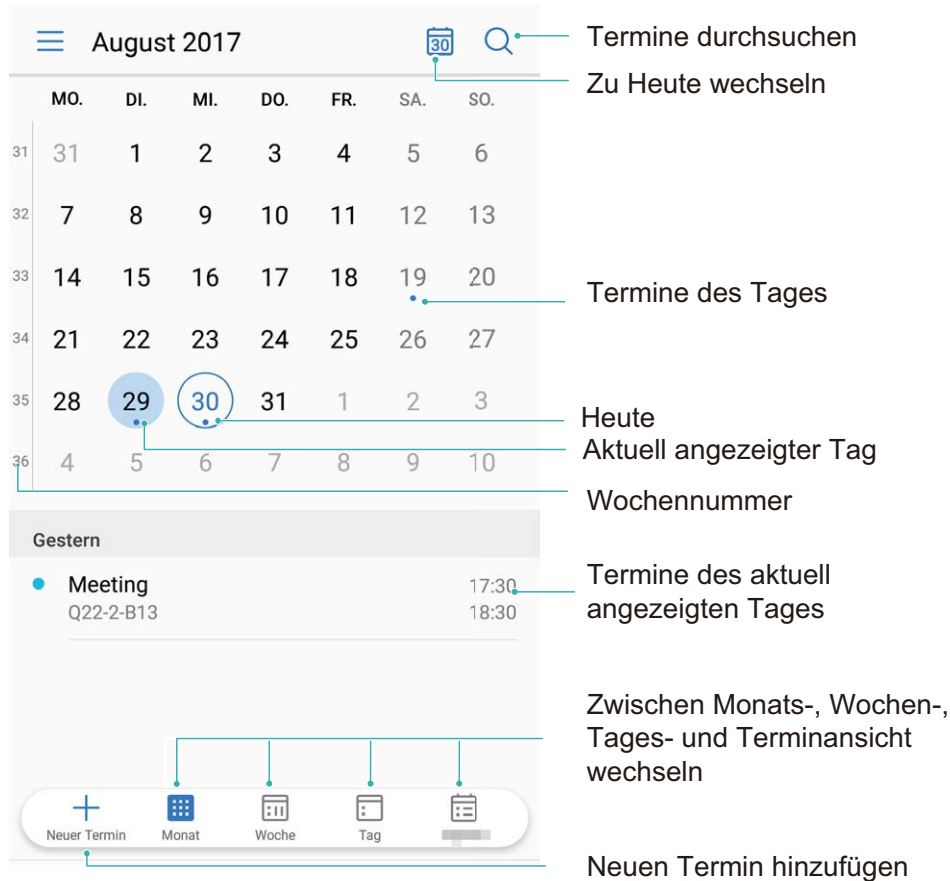 August 2017
30
Termine durchsuchen
Zu Heute wechseln
MO. DI. MI. DO. FR. SA. SO.
31 31 1 2 3 4 5 6
32 7 8 9 10 11 12 13
33 14 15 16 17 18 19 20
Termine des Tages
34 21 22 23 24 25 26 27
35 28 29 30 31 1 2 3
Heute
Aktuell angezeigter Tag
36 4 5 6 7 8 9 10
Wochennummer
Gestern
Meeting 17:30
Q22-2-B13 18:30
Termine des aktuell
angezeigten Tages
Zwischen Monats-, Wochen-,
Tages- und Terminansicht
wechseln
Neuer Termin Monat Woche Tag
Neuen Termin hinzufügen